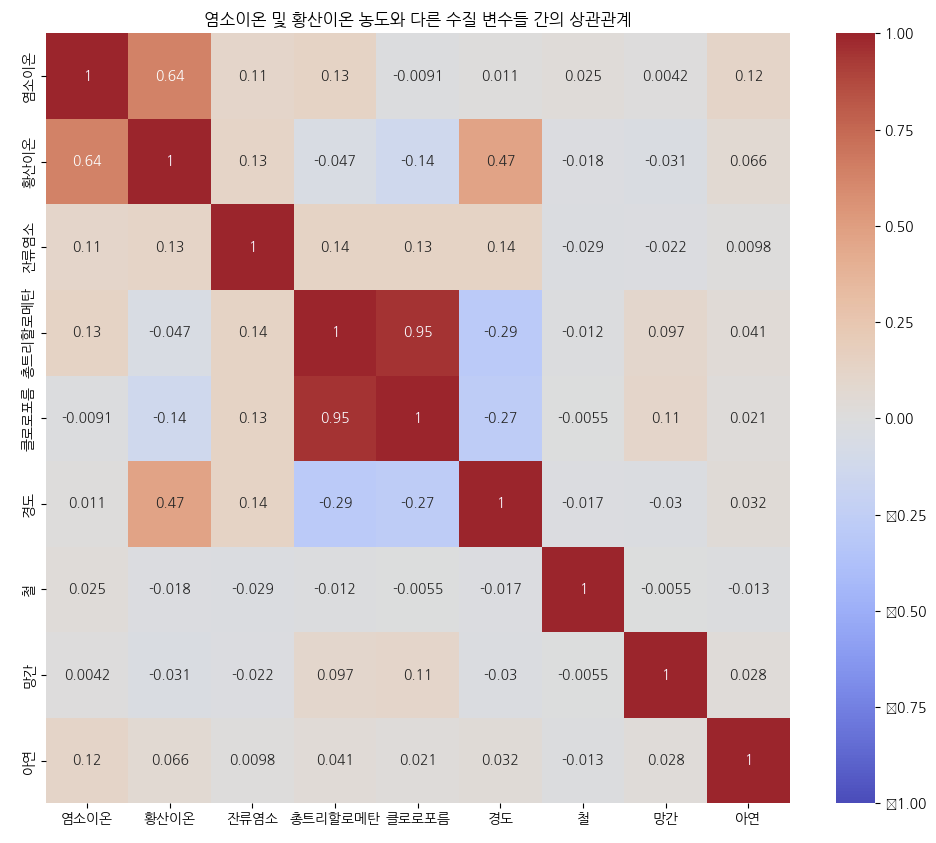 염소이온 및 황산이온 농도와 다른 수질 변수들 간의 상관관계
염소이온 1 0.64 0.11 0.13 -0.0091 0.011 0.025 0.0042 0.12
황산이온 0.64 1 0.13 -0.047 -0.14 0.47 -0.018 -0.031 0.066
잔류염소 0.11 0.13 1 0.14 0.13 0.14 -0.029 -0.022 0.0098
총트리할로메탄 0.13 -0.047 0.14 1 0.95 -0.29 -0.012 0.097 0.041
클로로포름 -0.0091 -0.14 0.13 0.95 1 -0.27 -0.0055 0.11 0.021
경도 0.011 0.47 0.14 -0.29 -0.27 1 -0.017 -0.03 0.032
철 0.025 -0.018 -0.029 -0.012 -0.0055 -0.017 1 -0.0055 -0.013
망간 0.0042 -0.031 -0.022 0.097 0.11 -0.03 -0.0055 1 0.028
아연 0.12 0.066 0.0098 0.041 0.021 0.032 -0.013 0.028 1
염소이온 황산이온 잔류염소 총트리할로메탄 클로로포름 경도 철 망간 아연
1.00
0.75
0.50
0.25
0.00
▯0.25
▯0.50
▯0.75
▯1.00